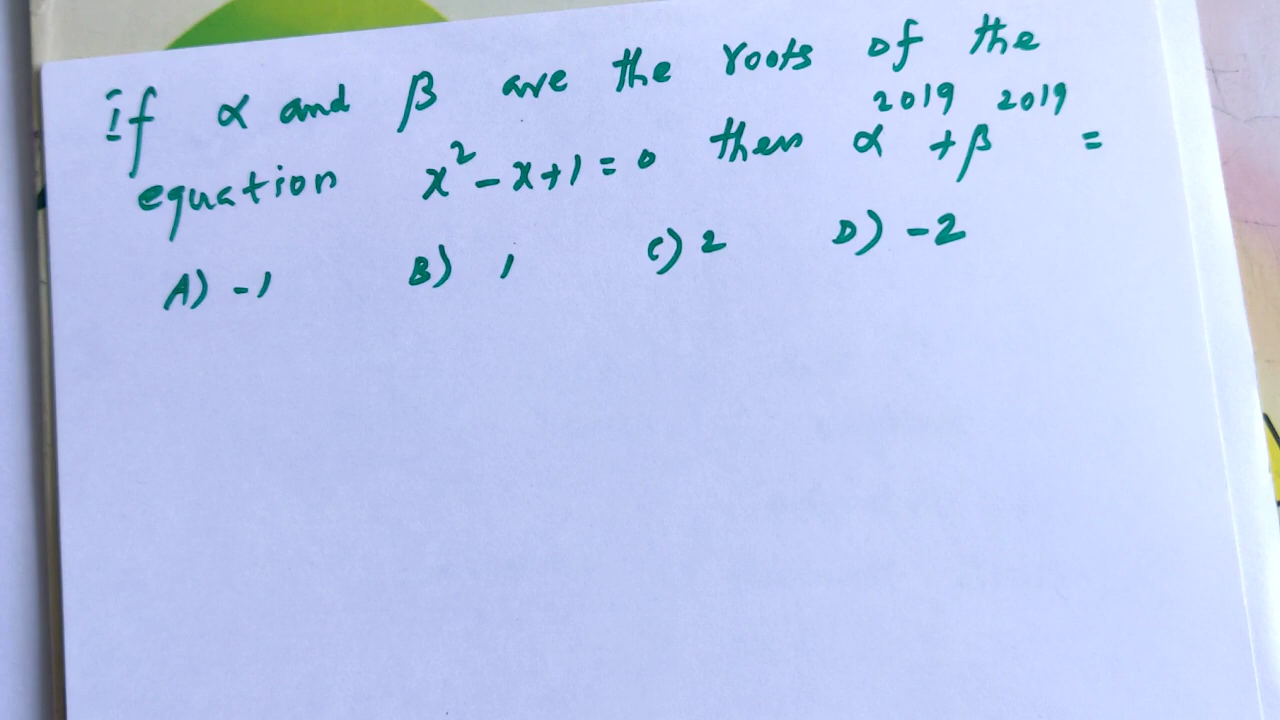 If α and β are the roots of the
equation x² - x + 1 = 0 then α²⁰¹⁹ + β²⁰¹⁹ =
A) -1 B) 1 C) 2 D) -2